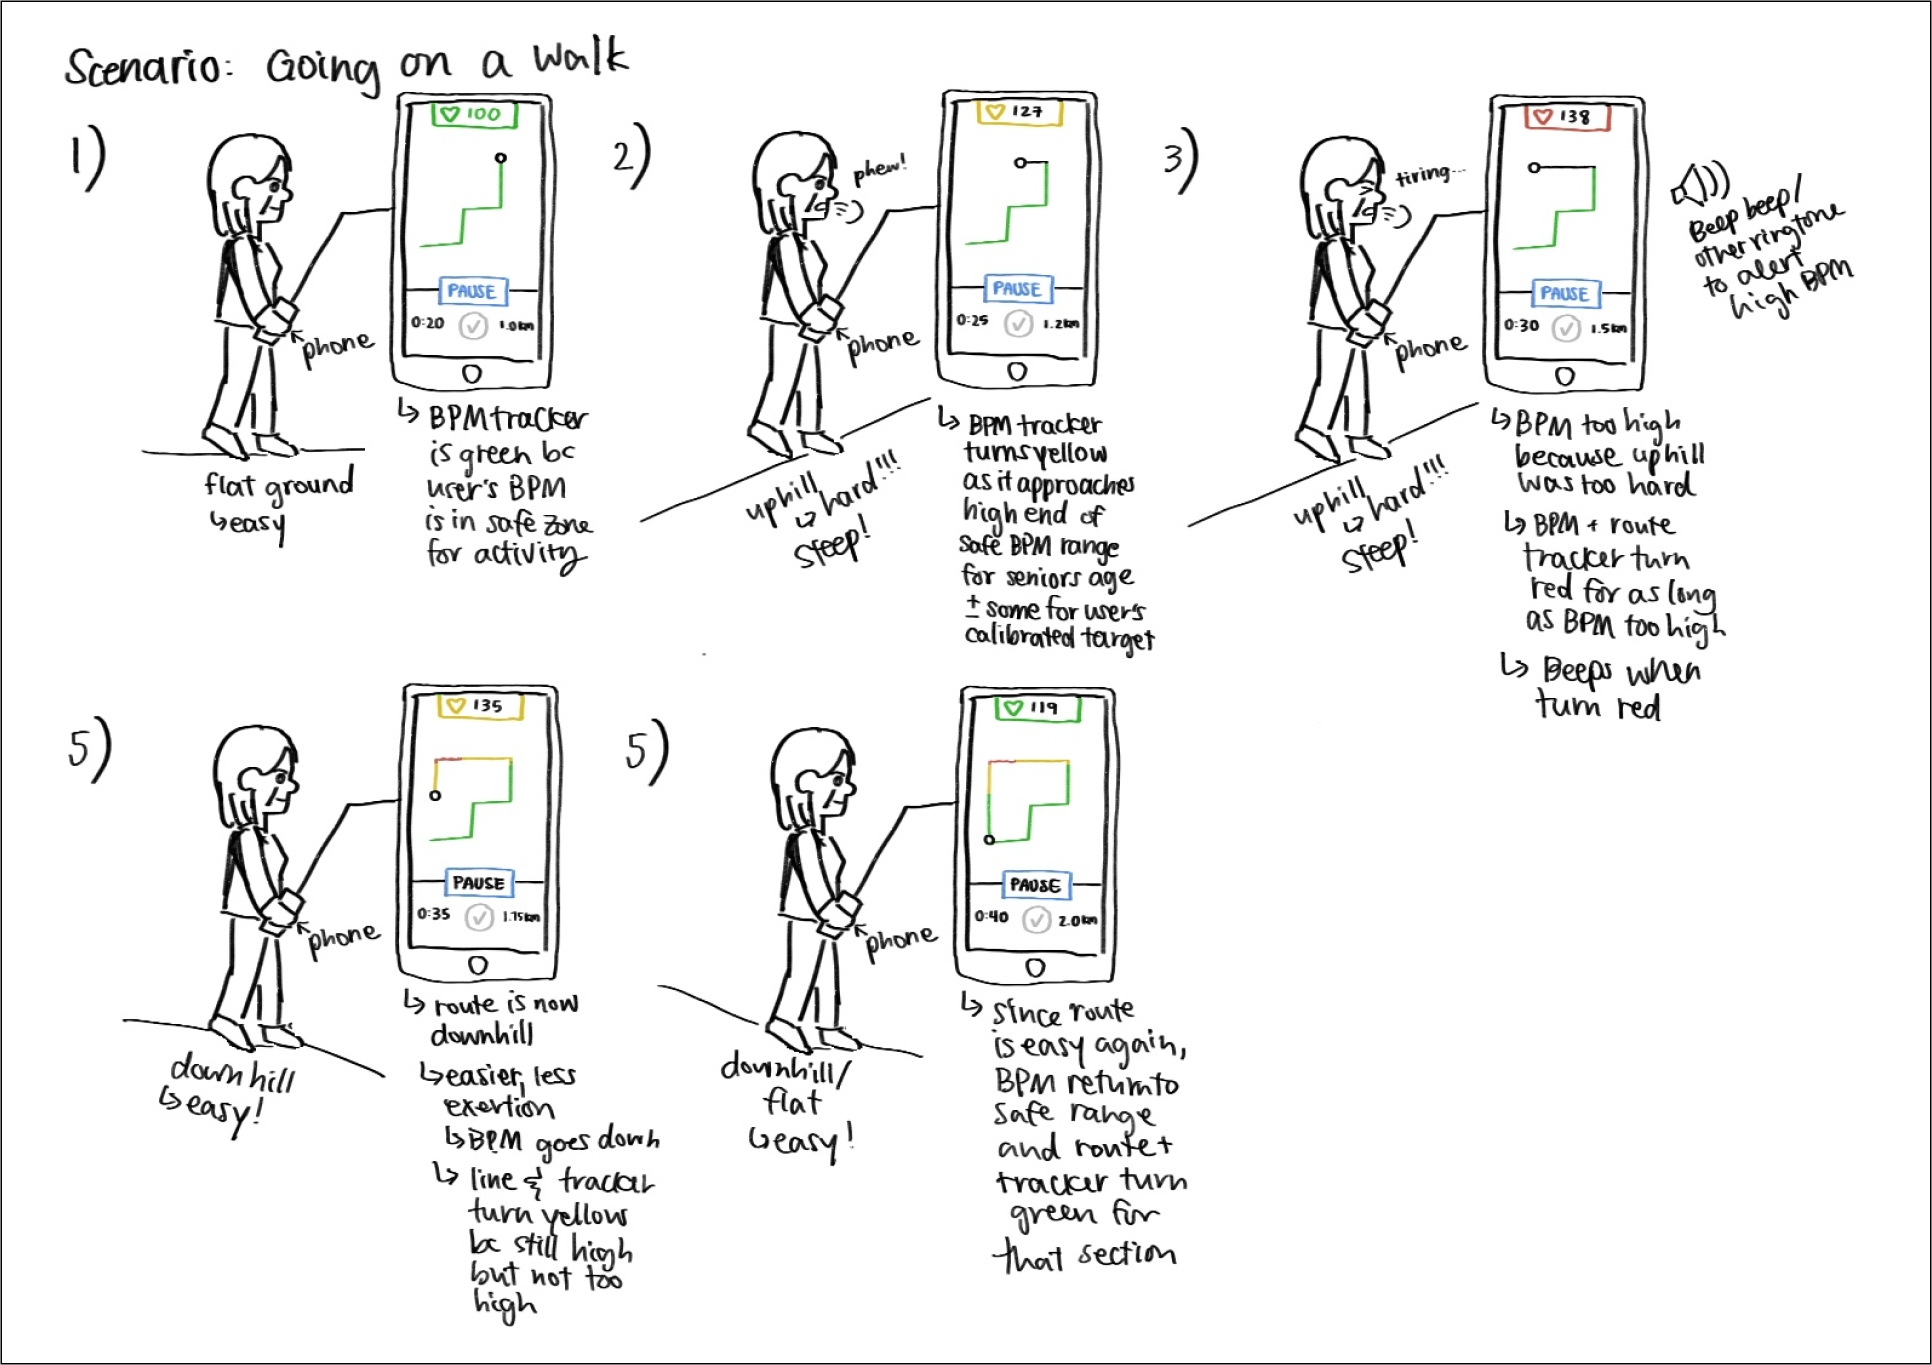 Scenario: Going on a walk
1)
100
PAUSE
0:20
1.0km
phone
flat ground
↳easy
↳ BPM tracker
is green bc
user's BPM
is in safe zone
for activity
2)
phew!
127
PAUSE
0:25
1.2km
phone
uphill
↳ hard!!!
steep!
↳ BPM tracker
turns yellow
as it approaches
high end of
safe BPM range
for seniors age
± some for user's
calibrated target
3)
tiring...
138
PAUSE
0:30
1.5km
phone
Beep beep/
other ringtone
to alert
high BPM
uphill
↳ hard!!!
steep!
↳ BPM too high
because uphill
was too hard
↳ BPM + route
tracker turn
red for as long
as BPM too high
↳ Beeps when
turn red
5)
135
PAUSE
0:35
1.75km
phone
downhill
↳easy!
↳ route is now
downhill
↳easier, less
exertion
↳BPM goes down
↳ line & tracker
turn yellow
bc still high
but not too
high
5)
119
PAUSE
0:40
2.0km
phone
downhill/
flat
↳easy!
↳ since route
is easy again,
BPM return to
safe range
and route +
tracker turn
green for
that section